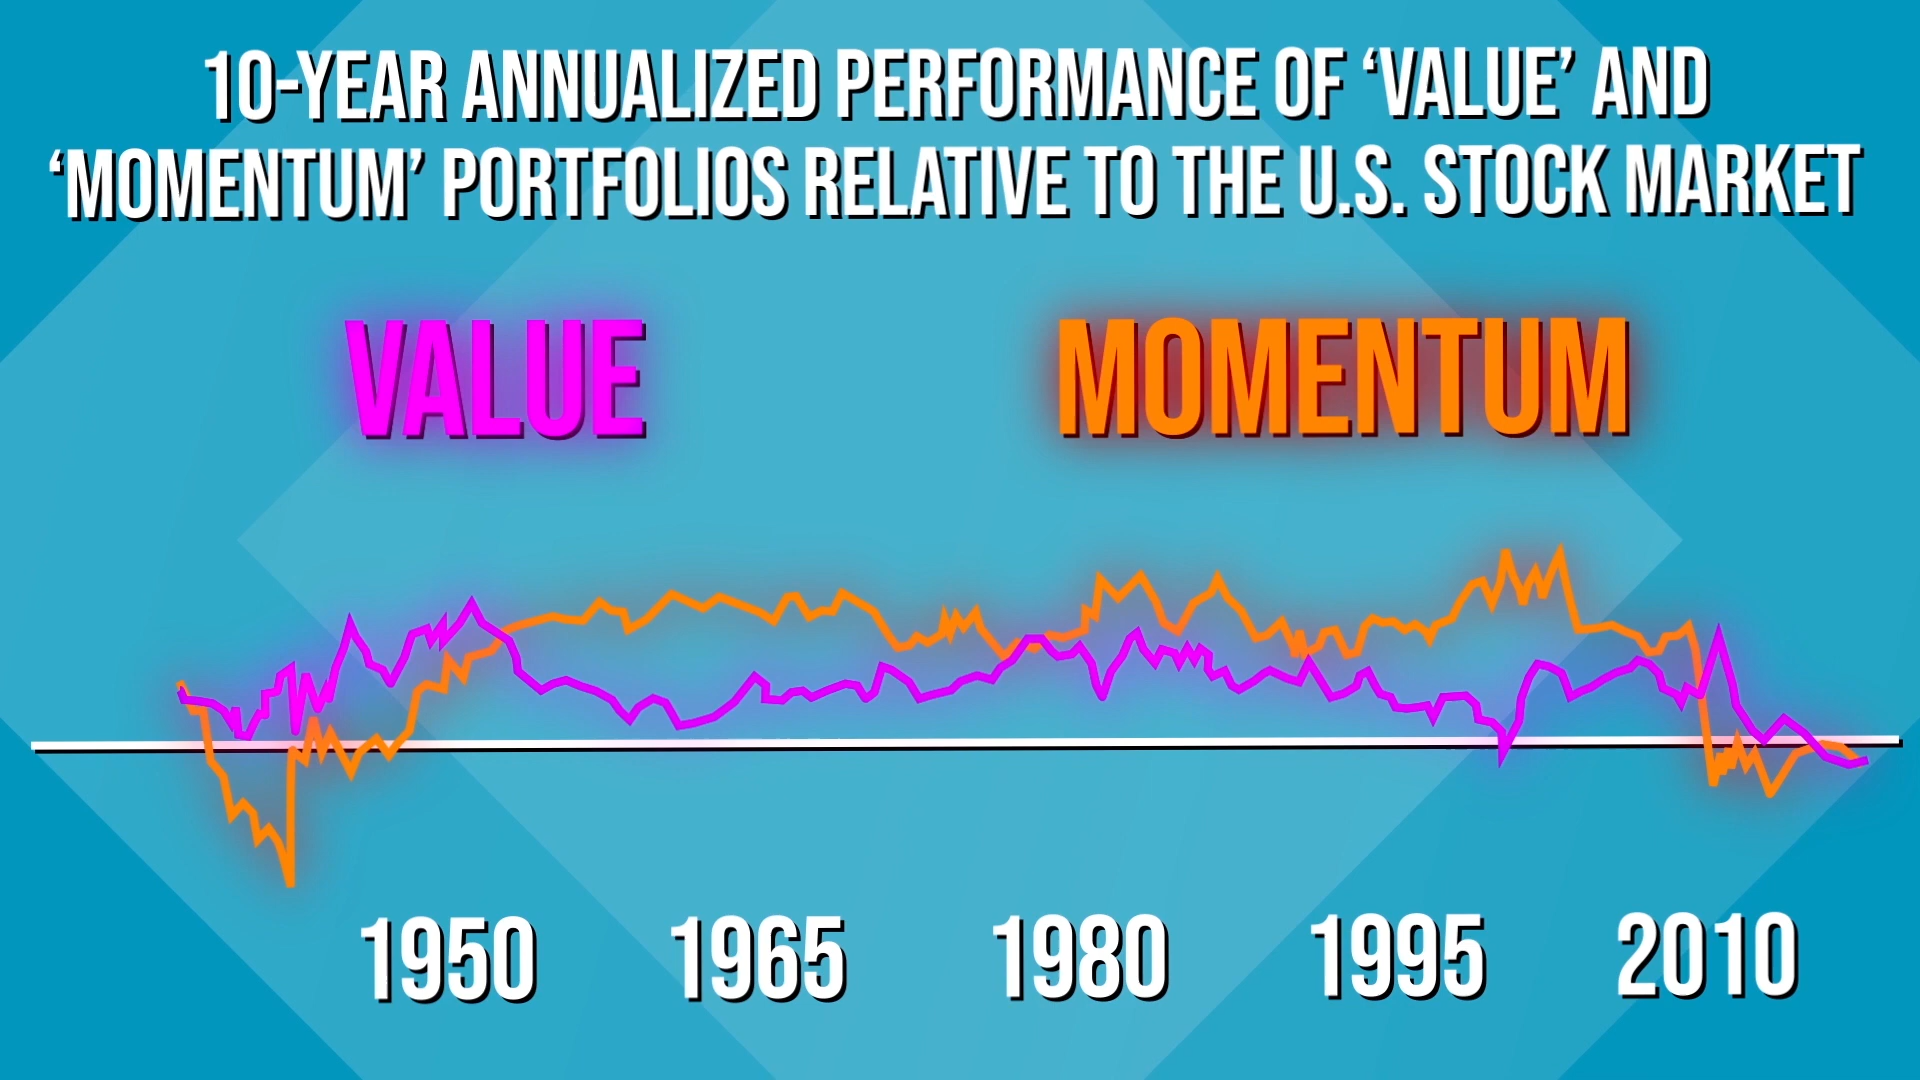 10-YEAR ANNUALIZED PERFORMANCE OF ‘VALUE’ AND
‘MOMENTUM’ PORTFOLIOS RELATIVE TO THE U.S. STOCK MARKET
VALUE
MOMENTUM
1950
1965
1980
1995
2010